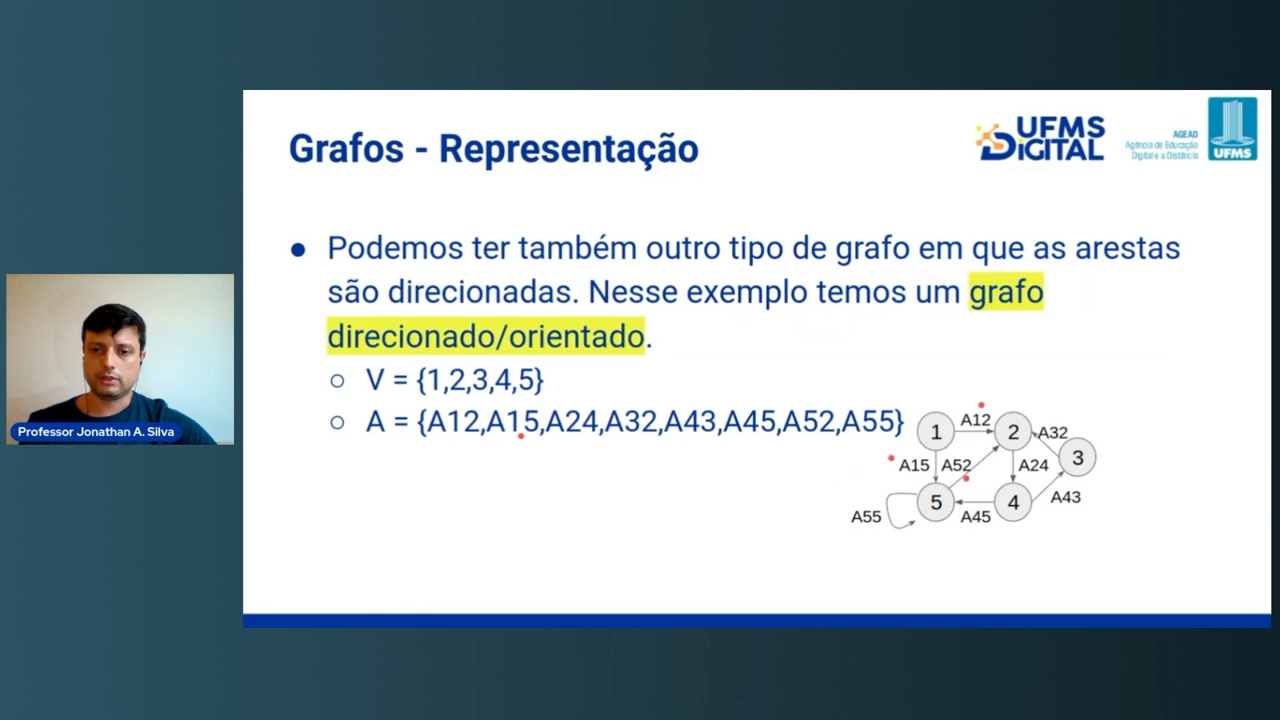 Grafos - Representação
UFMS
DIGITAL
AGEAD
Agência de Educação
Digital e a Distância
UFMS
● Podemos ter também outro tipo de grafo em que as arestas
são direcionadas. Nesse exemplo temos um grafo
direcionado/orientado.
○ V = {1,2,3,4,5}
○ A = {A12,A15,A24,A32,A43,A45,A52,A55}
1 A12 2 A32 3
A15 A52 A24
5 4 A43
A55 A45
Professor Jonathan A. Silva